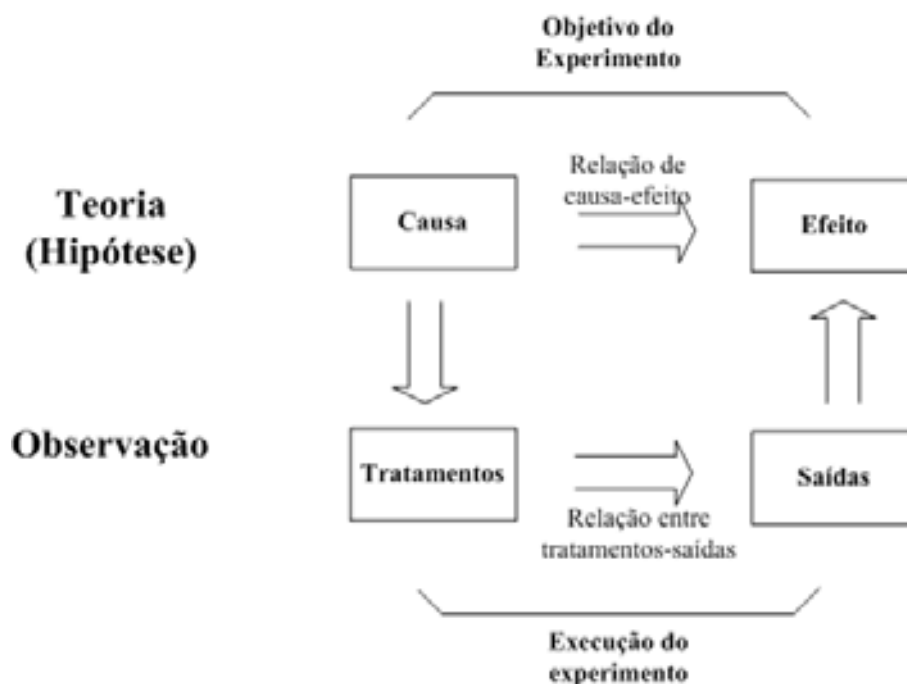 Objetivo do
Experimento
Teoria
(Hipótese)
Causa
Relação de
causa-efeito
Efeito
Observação
Tratamentos
Relação entre
tratamentos-saídas
Saídas
Execução do
experimento